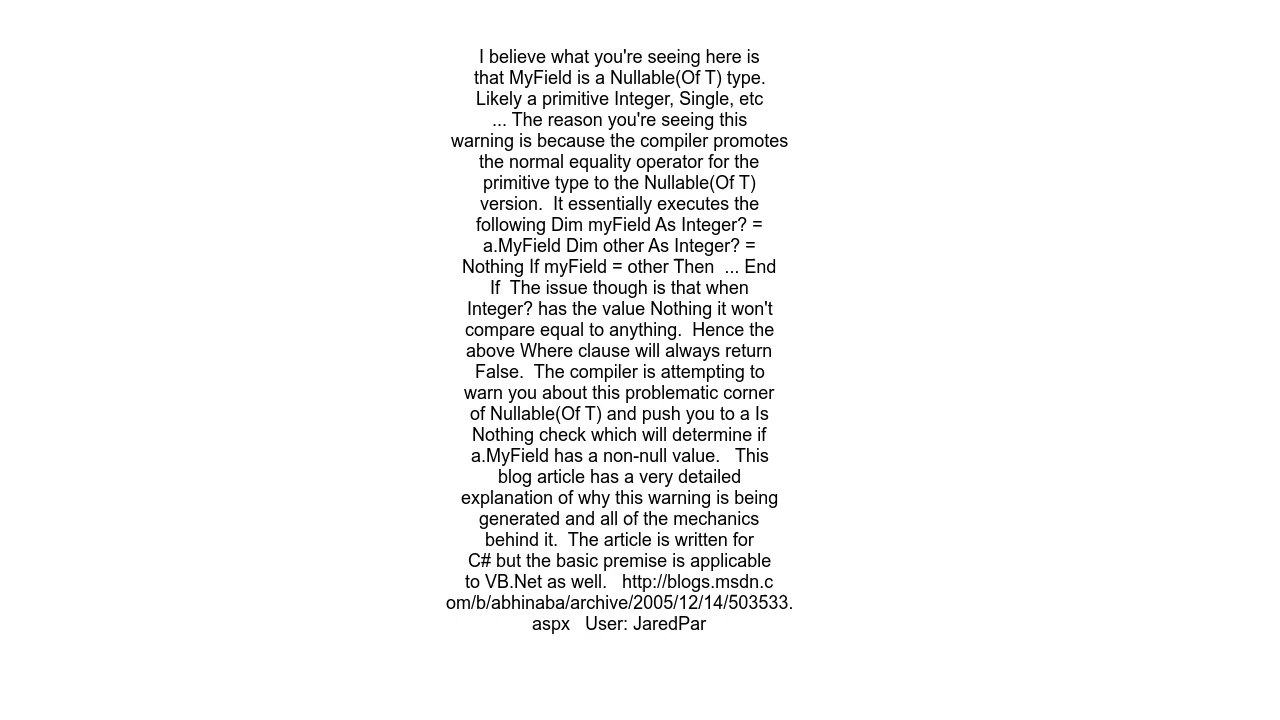 I believe what you're seeing here is
that MyField is a Nullable(Of T) type.
Likely a primitive Integer, Single, etc
... The reason you're seeing this
warning is because the compiler promotes
the normal equality operator for the
primitive type to the Nullable(Of T)
version.  It essentially executes the
following Dim myField As Integer? =
a.MyField Dim other As Integer? =
Nothing If myField = other Then  ... End
If  The issue though is that when
Integer? has the value Nothing it won't
compare equal to anything.  Hence the
above Where clause will always return
False.  The compiler is attempting to
warn you about this problematic corner
of Nullable(Of T) and push you to a Is
Nothing check which will determine if
a.MyField has a non-null value.   This
blog article has a very detailed
explanation of why this warning is being
generated and all of the mechanics
behind it.  The article is written for
C# but the basic premise is applicable
to VB.Net as well.   http://blogs.msdn.c
om/b/abhinaba/archive/2005/12/14/503533.
aspx   User: JaredPar